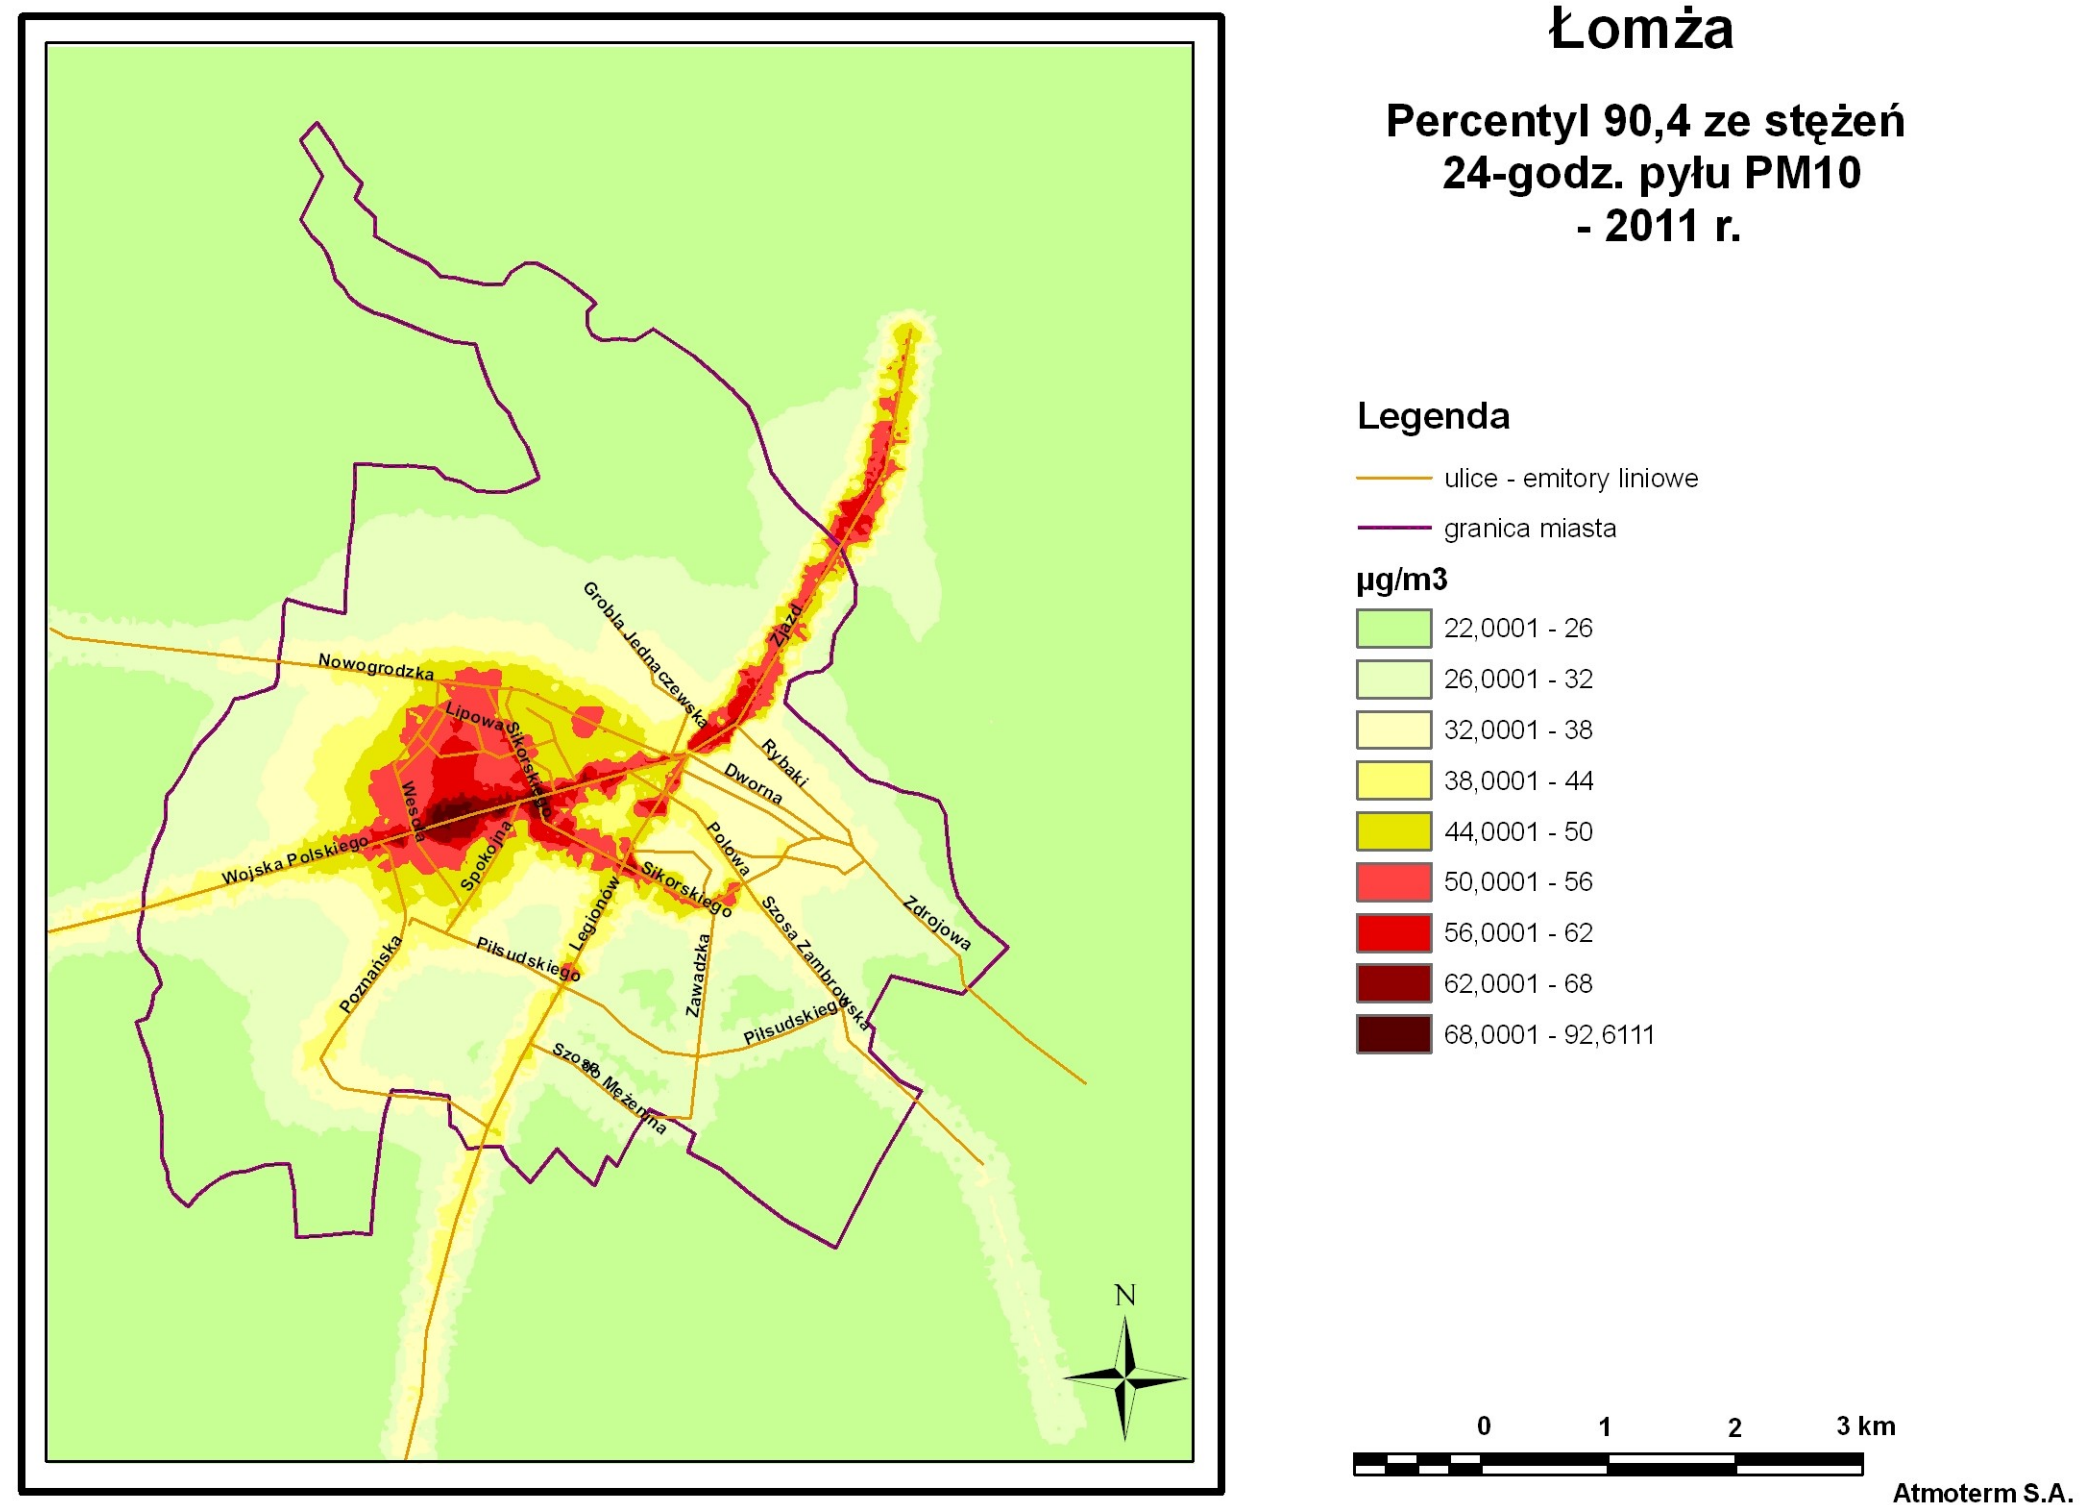 Łomża
Percentyl 90,4 ze stężeń
24-godz. pyłu PM10
- 2011 r.
Legenda
ulice - emitory liniowe
granica miasta
µg/m3
22,0001 - 26
26,0001 - 32
32,0001 - 38
38,0001 - 44
44,0001 - 50
50,0001 - 56
56,0001 - 62
62,0001 - 68
68,0001 - 92,6111
Grobla Jednaczewska
Zjazd
Nowogrodzka
Lipowa
Sikorskiego
Rybaki
Dworna
Wesoła
Wojska Polskiego
Spokojna
Polowa
Sikorskiego
Legionów
Szosa Zambrowska
Zdrojowa
Poznańska
Piłsudskiego
Zawadzka
Piłsudskiego
Szosa
do Mężenina
N
0 1 2 3 km
Atmoterm S.A.